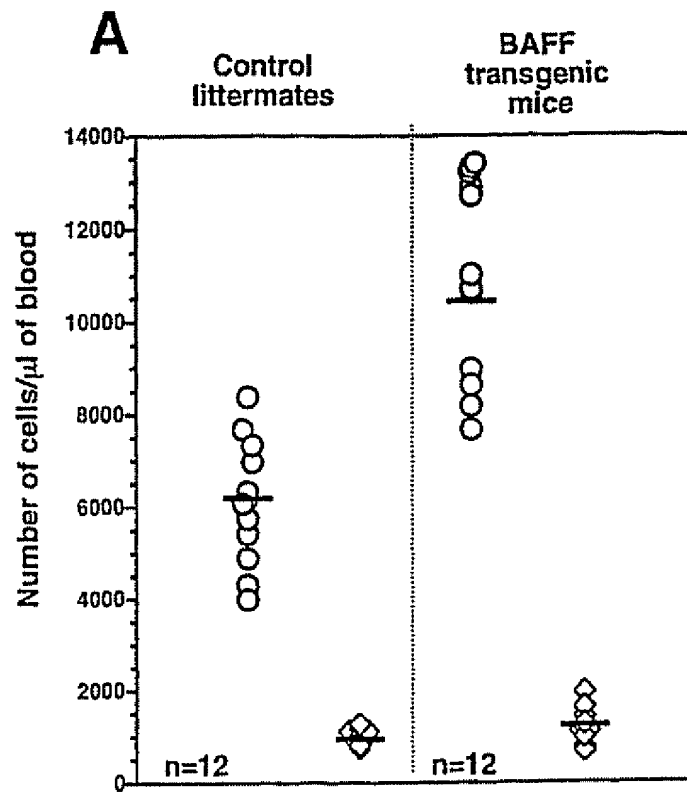 A
Control
littermates
BAFF
transgenic
mice
Number of cells/µl of blood
14000
12000
10000
8000
6000
4000
2000
0
n=12
n=12